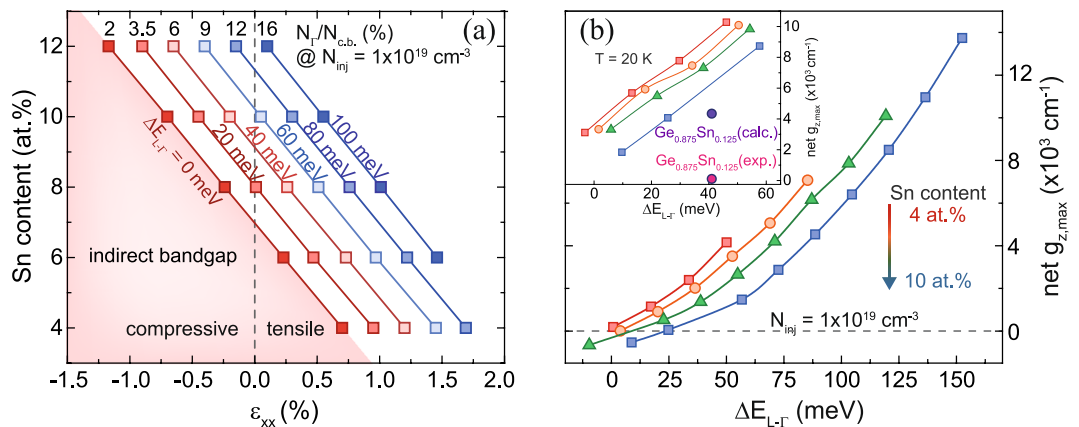 2 3.5 6 9 12 16 N_Γ/N_c.b. (%)
@ N_inj = 1x10^19 cm^-3
(a)
ΔE_L-Γ = 0 meV
20 meV
40 meV
60 meV
80 meV
100 meV
indirect bandgap
compressive
tensile
Sn content (at.%)
12
10
8
6
4
-1.5 -1.0 -0.5 0.0 0.5 1.0 1.5 2.0
ε_xx (%)
(b)
T = 20 K
Ge_0.875Sn_0.125(calc.)
Ge_0.875Sn_0.125(exp.)
10
8
6
4
2
0
net g_z,max (x10^3 cm^-1)
0 20 40 60
ΔE_L-Γ (meV)
Sn content
4 at.%
10 at.%
N_inj = 1x10^19 cm^-3
12
8
4
0
net g_z,max (x10^3 cm^-1)
0 25 50 75 100 125 150
ΔE_L-Γ (meV)